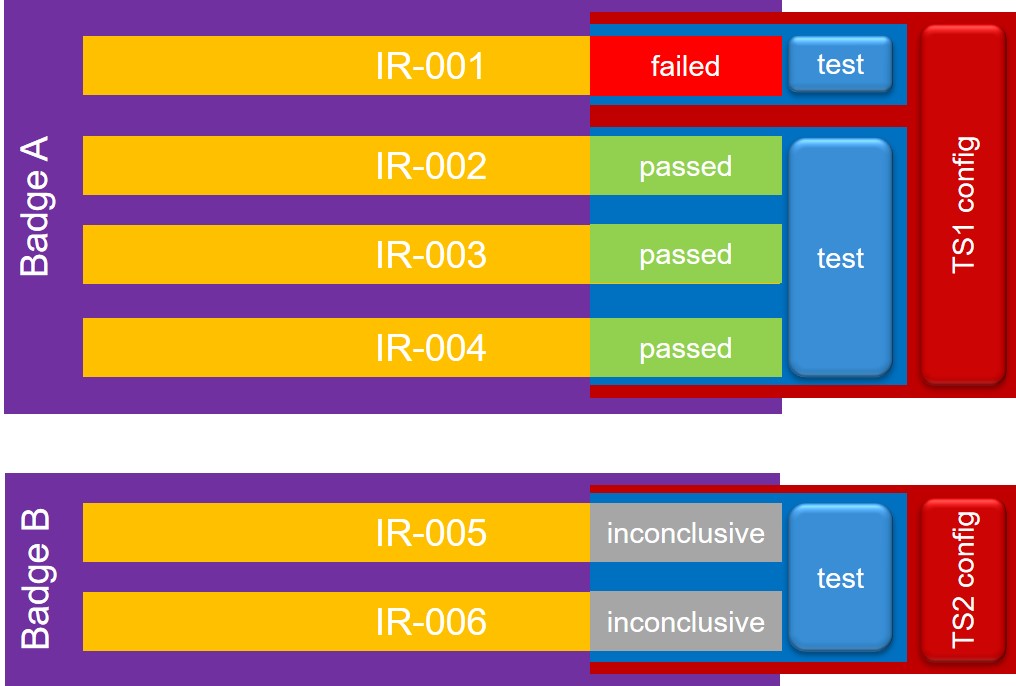 Badge A
IR-001 failed test
IR-002 passed
IR-003 passed test
IR-004 passed
TS1 config
Badge B
IR-005 inconclusive
test
IR-006 inconclusive
TS2 config